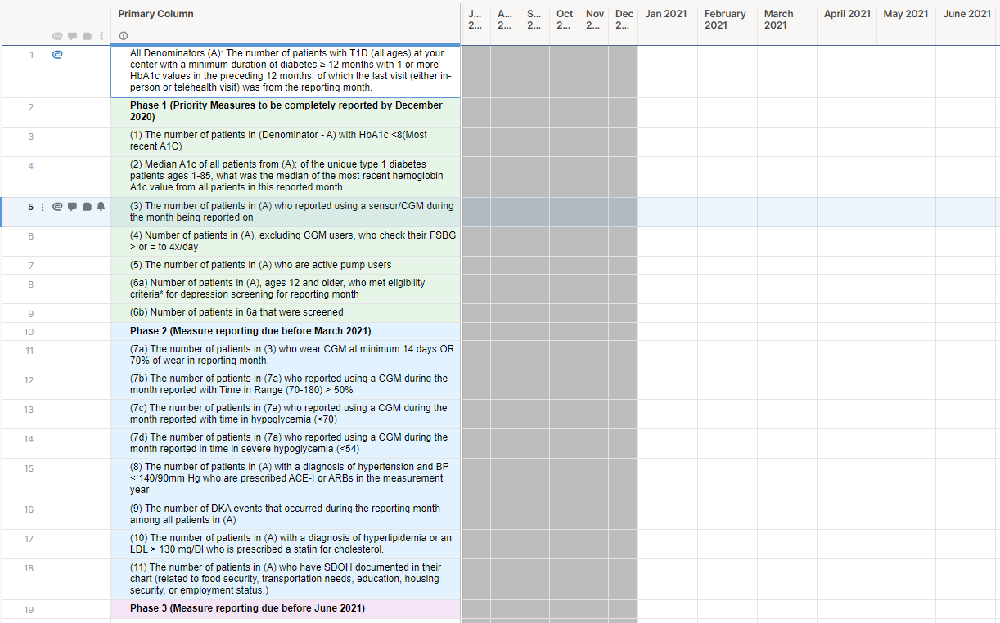 Primary Column
J... 2...
A... 2...
S... 2...
Oct 2...
Nov 2...
Dec 2...
Jan 2021
February 2021
March 2021
April 2021
May 2021
June 2021
1
All Denominators (A): The number of patients with T1D (all ages) at your
center with a minimum duration of diabetes ≥ 12 months with 1 or more
HbA1c values in the preceding 12 months, of which the last visit (either in-
person or telehealth visit) was from the reporting month.
2
Phase 1 (Priority Measures to be completely reported by December
2020)
3
(1) The number of patients in (Denominator - A) with HbA1c <8(Most
recent A1C)
4
(2) Median A1c of all patients from (A): of the unique type 1 diabetes
patients ages 1-85, what was the median of the most recent hemoglobin
A1c value from all patients in this reported month
5
(3) The number of patients in (A) who reported using a sensor/CGM during
the month being reported on
6
(4) Number of patients in (A), excluding CGM users, who check their FSBG
> or = to 4x/day
7
(5) The number of patients in (A) who are active pump users
8
(6a) Number of patients in (A), ages 12 and older, who met eligibility
criteria* for depression screening for reporting month
9
(6b) Number of patients in 6a that were screened
10
Phase 2 (Measure reporting due before March 2021)
11
(7a) The number of patients in (3) who wear CGM at minimum 14 days OR
70% of wear in reporting month.
12
(7b) The number of patients in (7a) who reported using a CGM during the
month reported with Time in Range (70-180) > 50%
13
(7c) The number of patients in (7a) who reported using a CGM during the
month reported with time in hypoglycemia (<70)
14
(7d) The number of patients in (7a) who reported using a CGM during the
month reported in time in severe hypoglycemia (<54)
15
(8) The number of patients in (A) with a diagnosis of hypertension and BP
< 140/90mm Hg who are prescribed ACE-I or ARBs in the measurement
year
16
(9) The number of DKA events that occurred during the reporting month
among all patients in (A)
17
(10) The number of patients in (A) with a diagnosis of hyperlipidemia or an
LDL > 130 mg/Dl who is prescribed a statin for cholesterol.
18
(11) The number of patients in (A) who have SDOH documented in their
chart (related to food security, transportation needs, education, housing
security, or employment status.)
19
Phase 3 (Measure reporting due before June 2021)